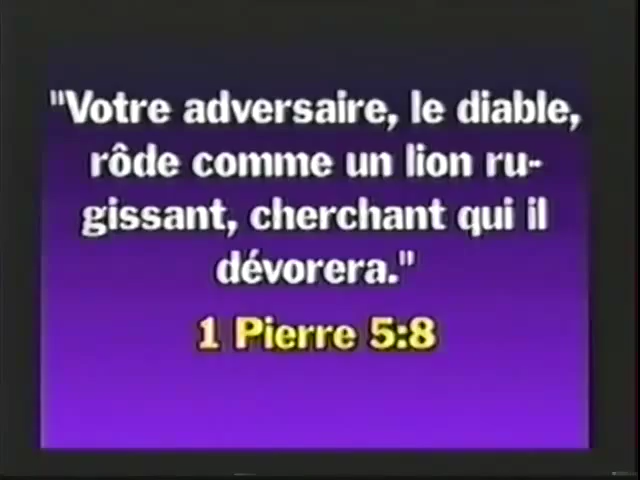 "Votre adversaire, le diable,
rôde comme un lion ru-
gissant, cherchant qui il
dévorera."
1 Pierre 5:8